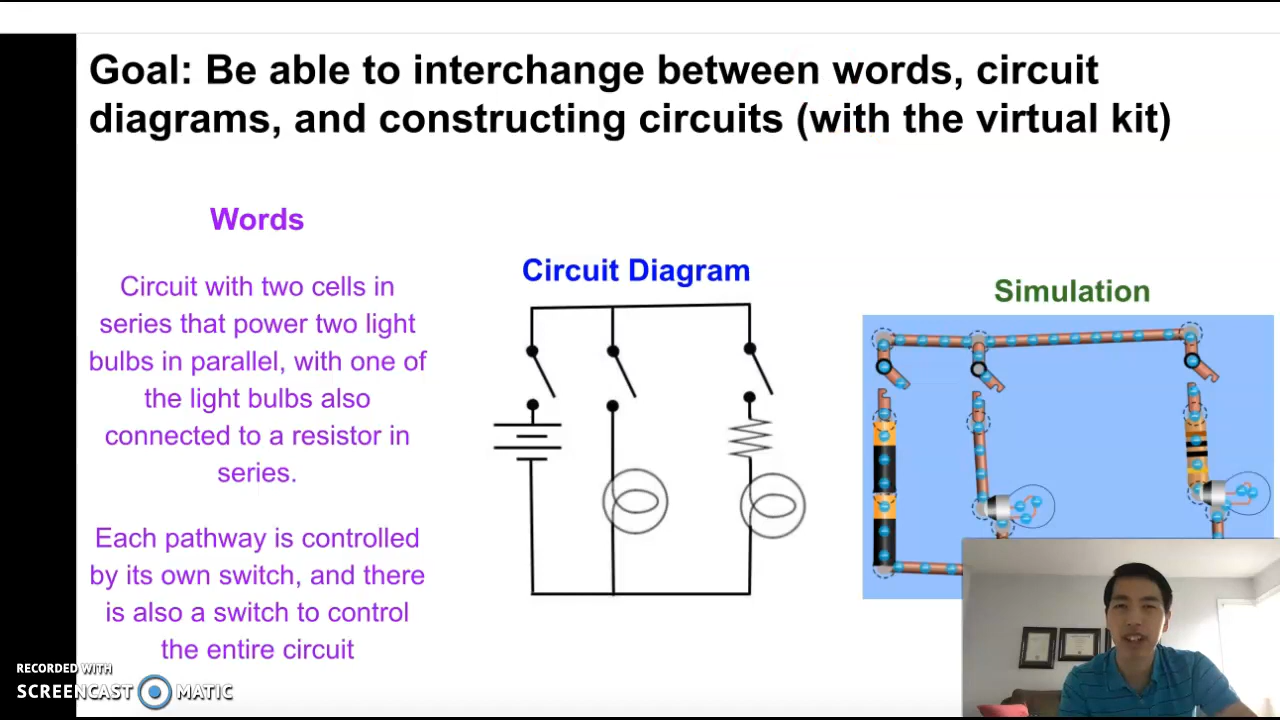 Goal: Be able to interchange between words, circuit
diagrams, and constructing circuits (with the virtual kit)
Words
Circuit with two cells in
series that power two light
bulbs in parallel, with one of
the light bulbs also
connected to a resistor in
series.
Each pathway is controlled
by its own switch, and there
is also a switch to control
the entire circuit
Circuit Diagram
Simulation
RECORDED WITH
SCREENCAST MATIC